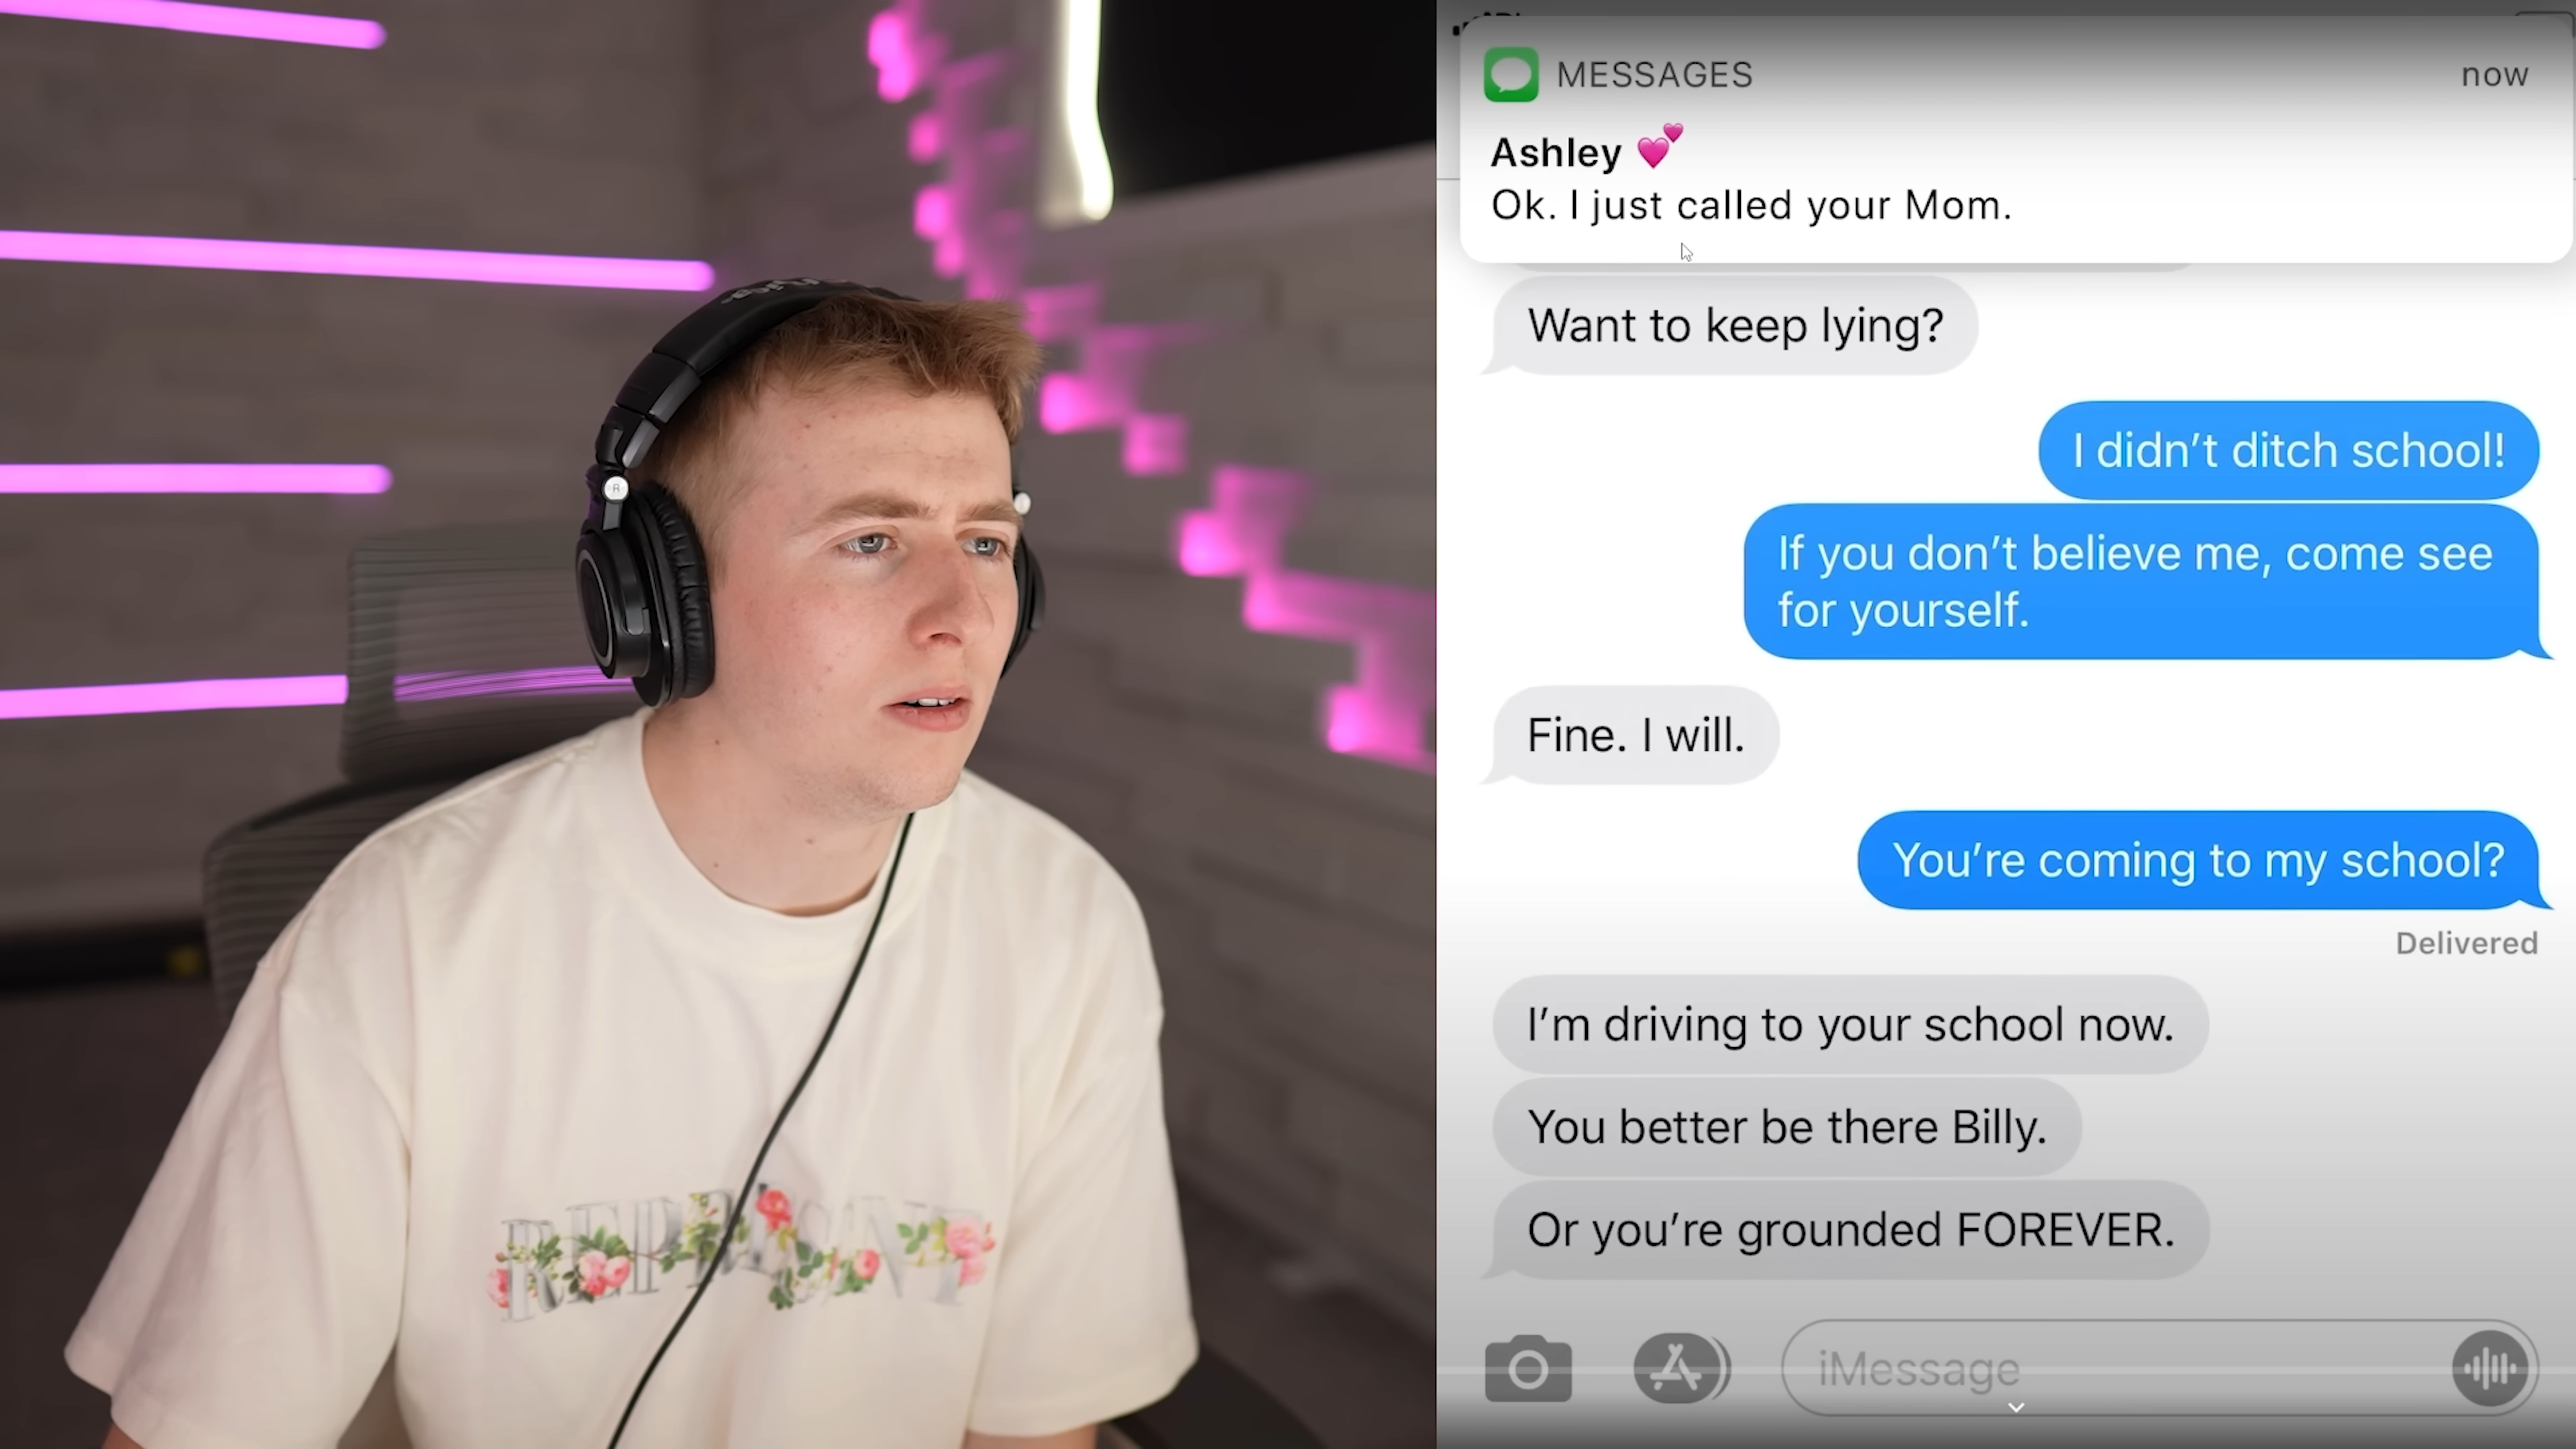 REPRESENT
MESSAGES
now
Ashley 💕
Ok. I just called your Mom.
Want to keep lying?
I didn’t ditch school!
If you don’t believe me, come see
for yourself.
Fine. I will.
You’re coming to my school?
Delivered
I’m driving to your school now.
You better be there Billy.
Or you’re grounded FOREVER.
iMessage